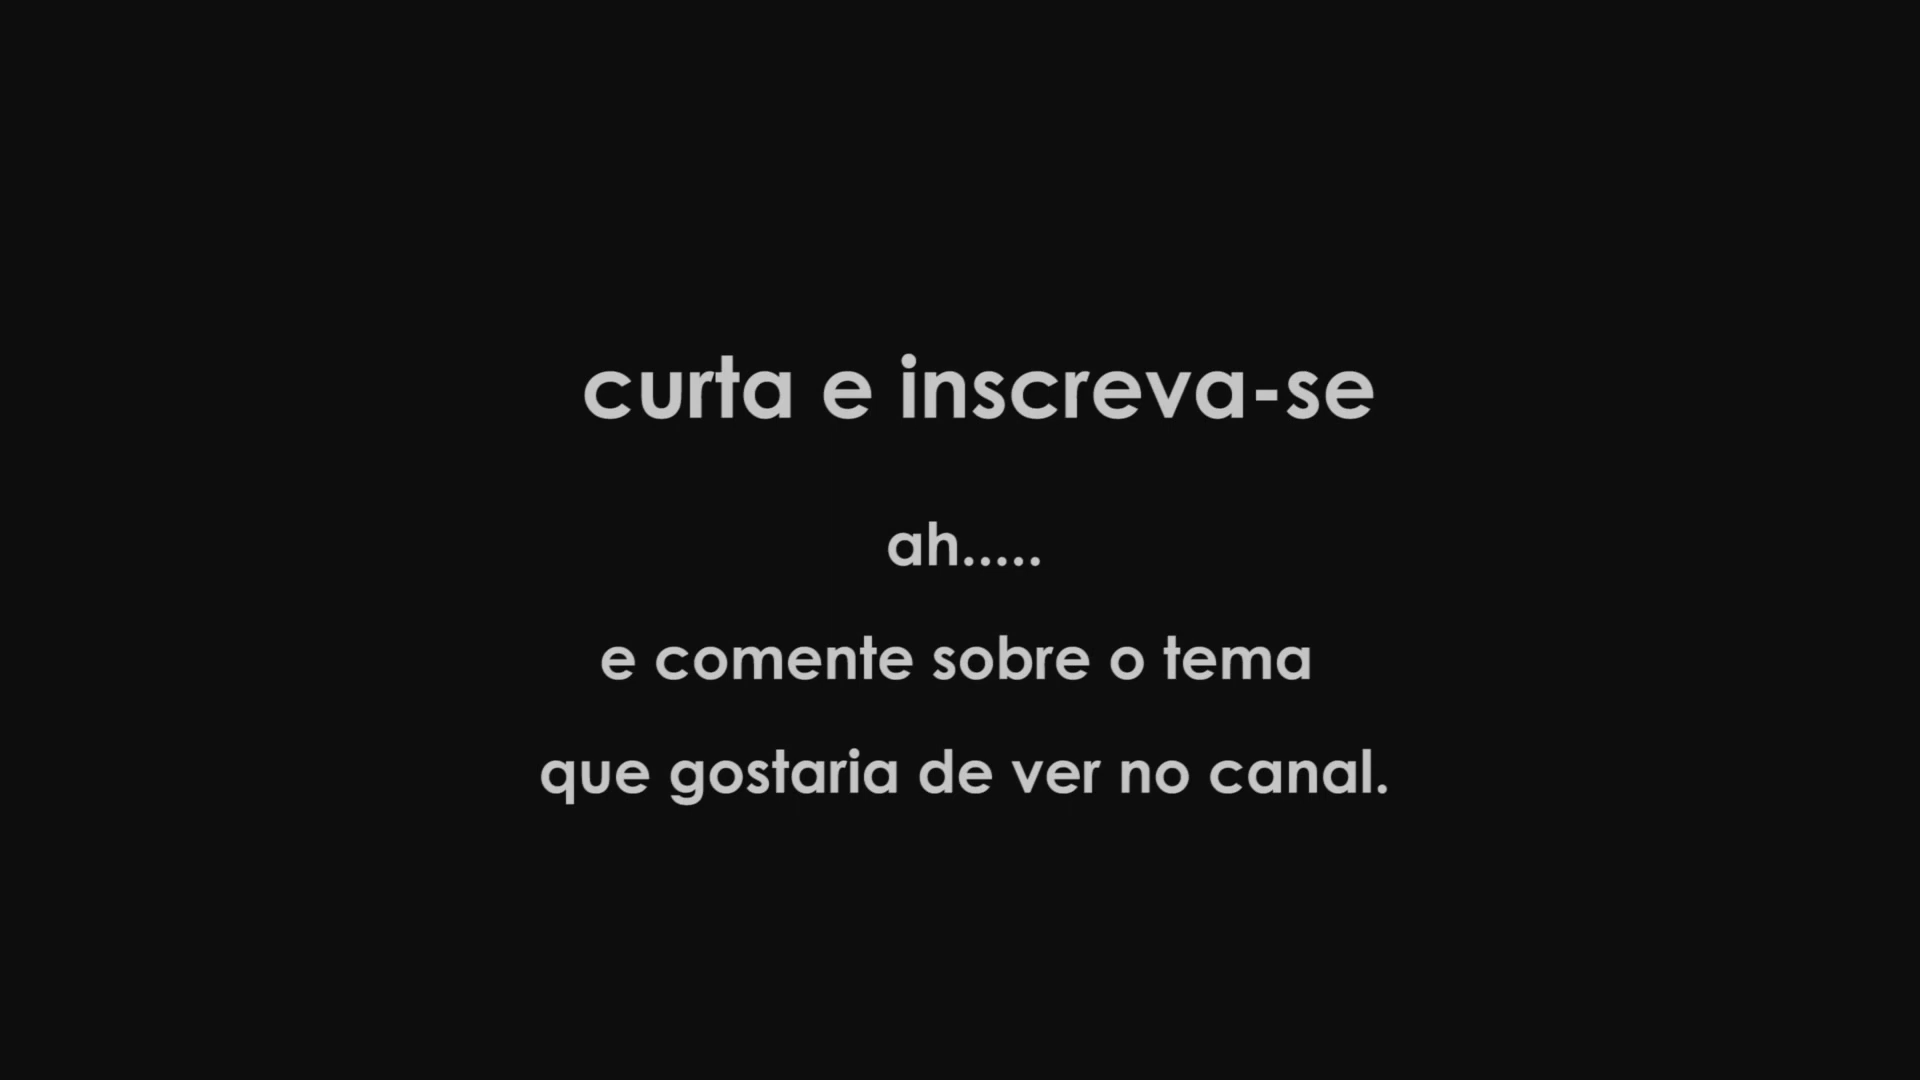 curta e inscreva-se
ah.....
e comente sobre o tema
que gostaria de ver no canal.